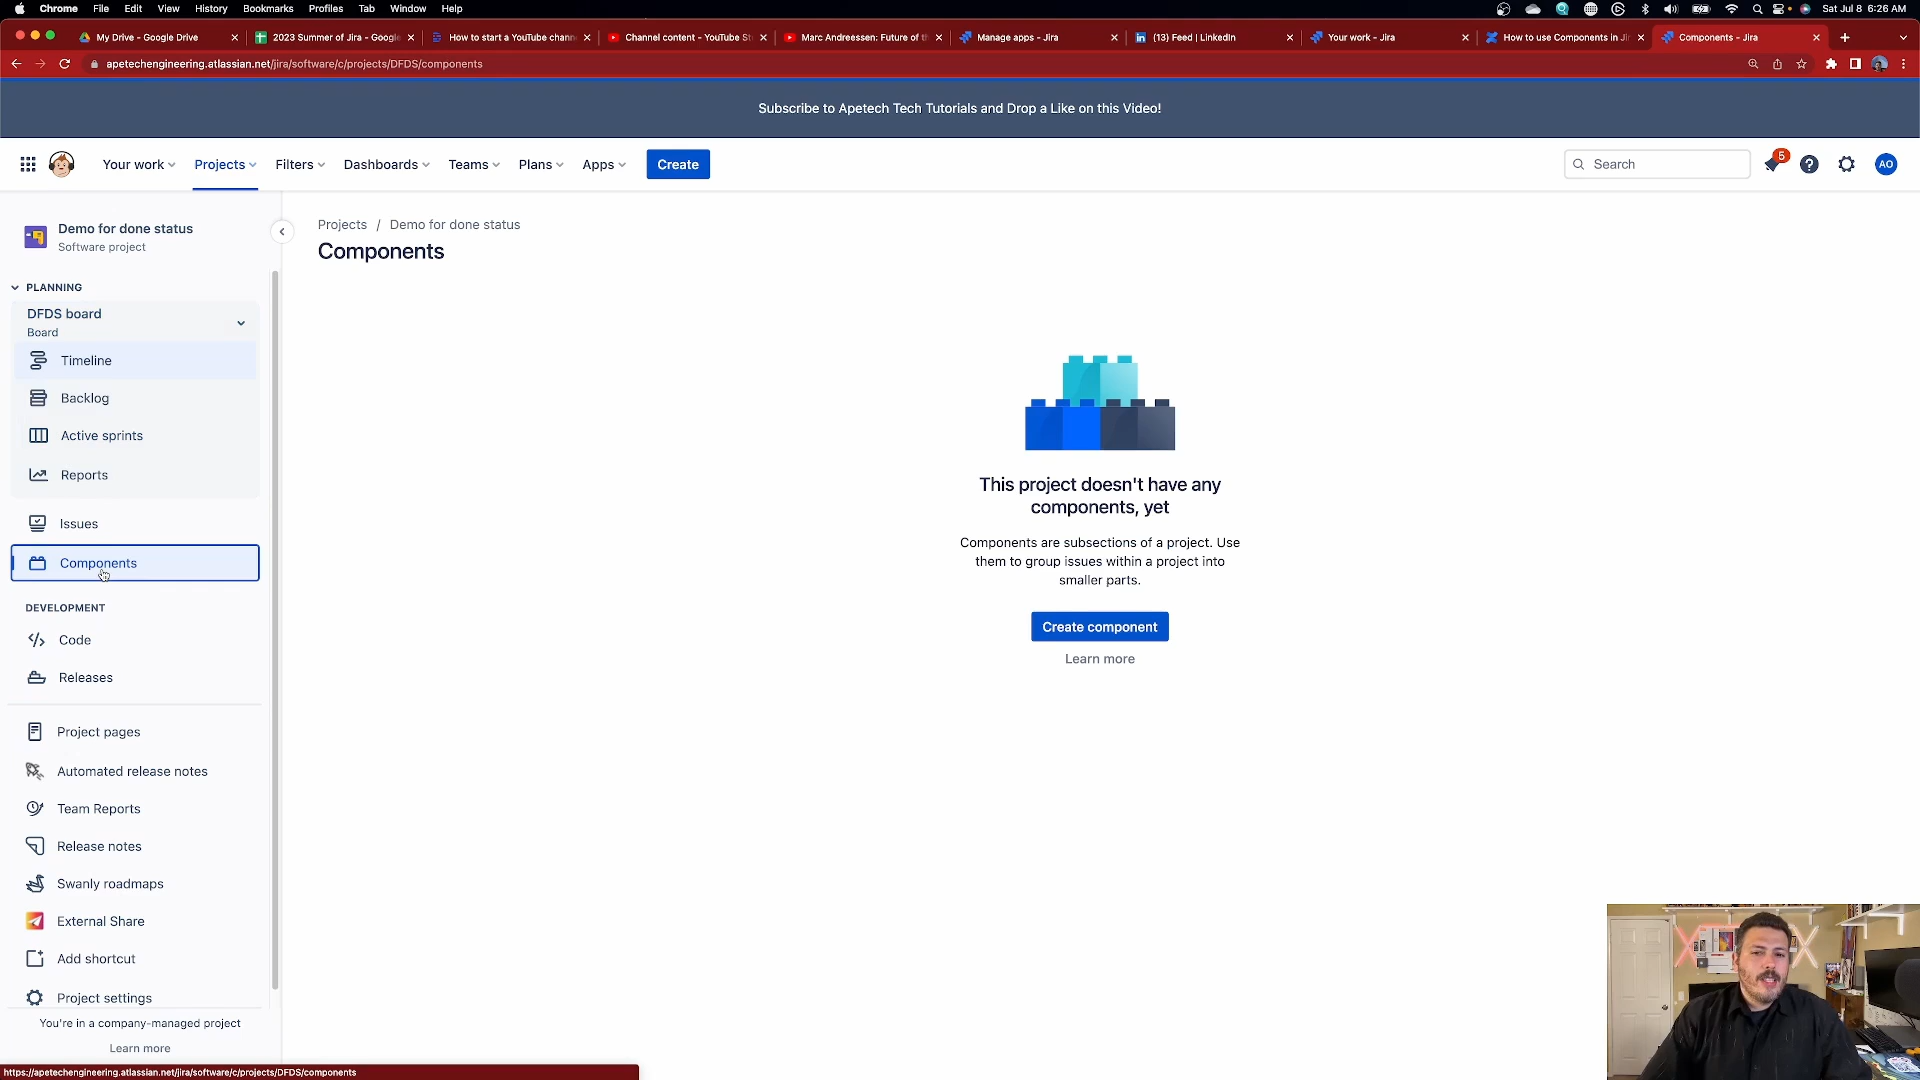 Chrome File Edit View History Bookmarks Profiles Tab Window Help Sat Jul 8 6:26 AM
My Drive - Google Drive 2023 Summer of Jira - Google How to start a YouTube chann Channel content - YouTube St Marc Andreessen: Future of th Manage apps - Jira (13) Feed | LinkedIn Your work - Jira How to use Components in Jir Components - Jira
apetechengineering.atlassian.net/jira/software/c/projects/DFDS/components
Subscribe to Apetech Tech Tutorials and Drop a Like on this Video!
Your work Projects Filters Dashboards Teams Plans Apps Create Search 5 AO
Demo for done status
Software project
PLANNING
DFDS board
Board
Timeline
Backlog
Active sprints
Reports
Issues
Components
DEVELOPMENT
Code
Releases
Project pages
Automated release notes
Team Reports
Release notes
Swanly roadmaps
External Share
Add shortcut
Project settings
You're in a company-managed project
Learn more
Projects / Demo for done status
Components
This project doesn't have any
components, yet
Components are subsections of a project. Use
them to group issues within a project into
smaller parts.
Create component
Learn more
https://apetechengineering.atlassian.net/jira/software/c/projects/DFDS/components